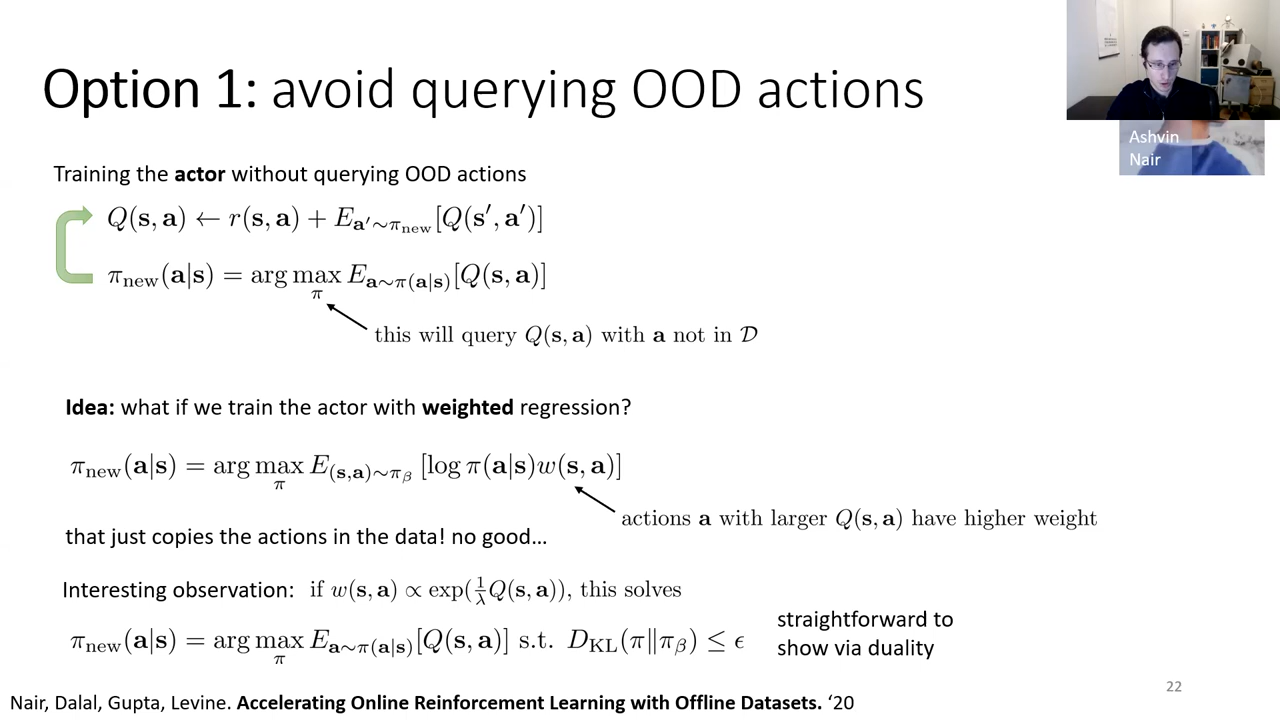 Option 1: avoid querying OOD actions
Ashvin
Nair
Training the actor without querying OOD actions
Q(s, a) ← r(s, a) + E_{a′∼π_new}[Q(s′, a′)]
π_new(a|s) = arg max_π E_{a∼π(a|s)}[Q(s, a)]
this will query Q(s, a) with a not in 𝒟
Idea: what if we train the actor with weighted regression?
π_new(a|s) = arg max_π E_{(s,a)∼π_β} [log π(a|s)w(s, a)]
actions a with larger Q(s, a) have higher weight
that just copies the actions in the data! no good…
Interesting observation: if w(s, a) ∝ exp(1/λ Q(s, a)), this solves
π_new(a|s) = arg max_π E_{a∼π(a|s)}[Q(s, a)] s.t. D_KL(π‖π_β) ≤ ϵ
straightforward to
show via duality
22
Nair, Dalal, Gupta, Levine. Accelerating Online Reinforcement Learning with Offline Datasets. ‘20